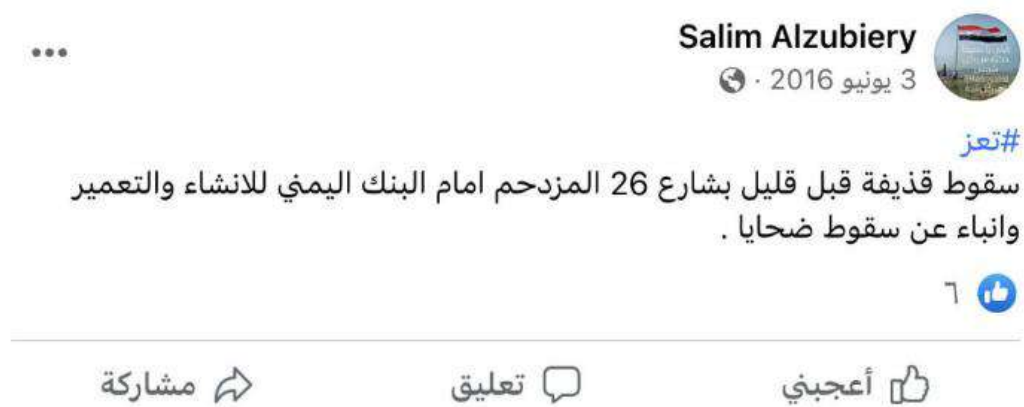 Salim Alzubiery
3 يونيو 2016 ·
#تعز
سقوط قذيفة قبل قليل بشارع 26 المزدحم امام البنك اليمني للانشاء والتعمير
وانباء عن سقوط ضحايا .
٦
أعجبني
تعليق
مشاركة